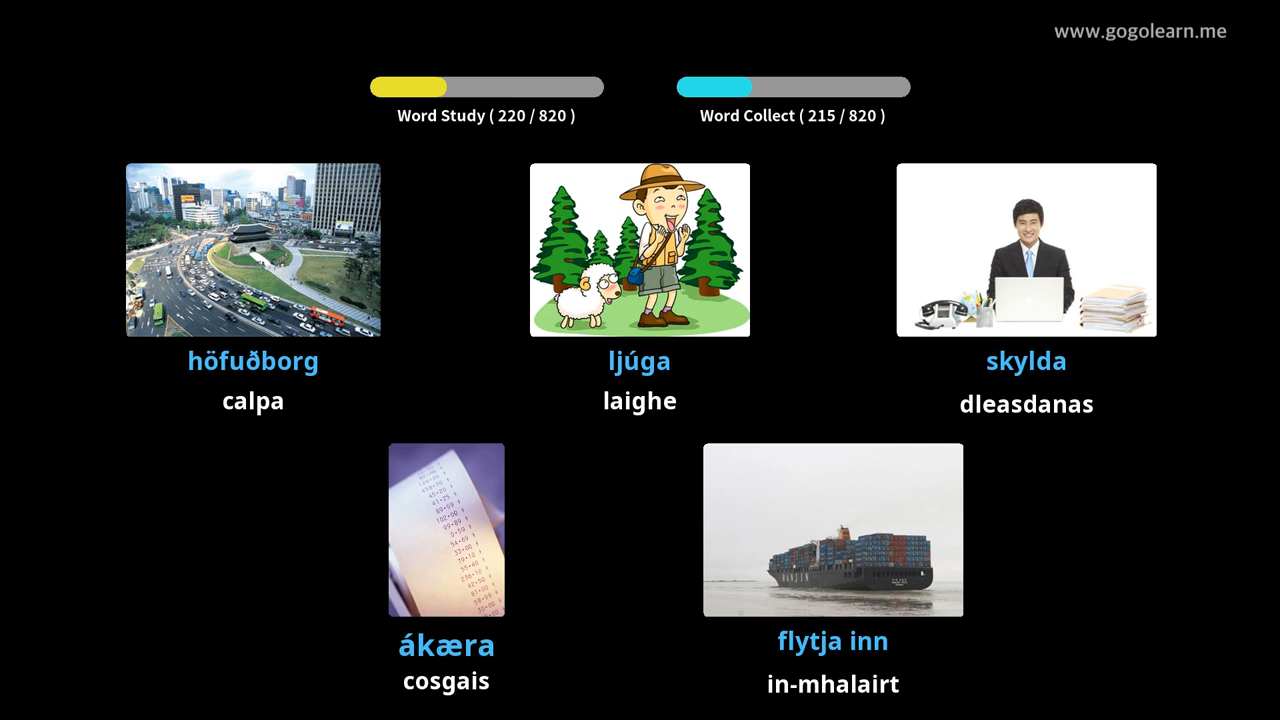 www.gogolearn.me
Word Study ( 220 / 820 )
Word Collect ( 215 / 820 )
höfuðborg
calpa
ljúga
laighe
skylda
dleasdanas
ákæra
cosgais
HANJIN
flytja inn
in-mhalairt